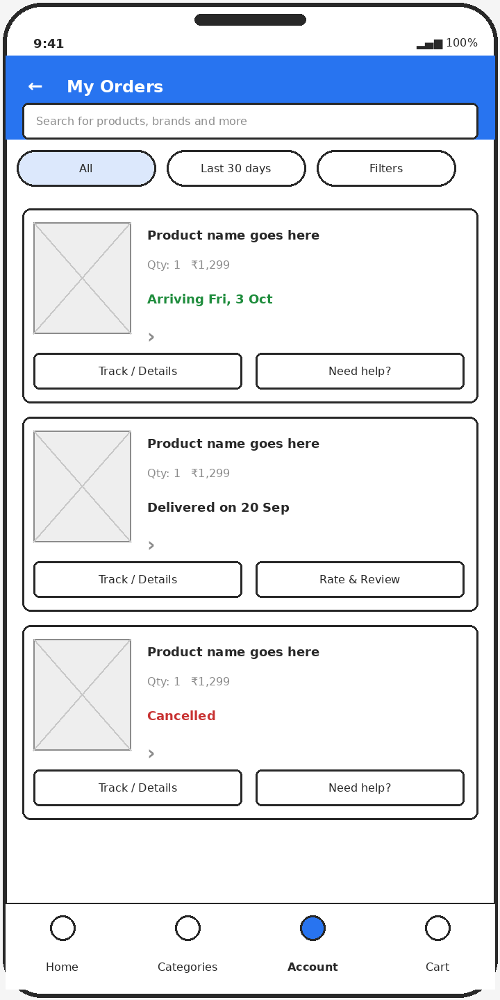 9:41 100%
← My Orders
Search for products, brands and more
All Last 30 days Filters
Product name goes here
Qty: 1 ₹1,299
Arriving Fri, 3 Oct
›
Track / Details Need help?
Product name goes here
Qty: 1 ₹1,299
Delivered on 20 Sep
›
Track / Details Rate & Review
Product name goes here
Qty: 1 ₹1,299
Cancelled
›
Track / Details Need help?
Home Categories Account Cart